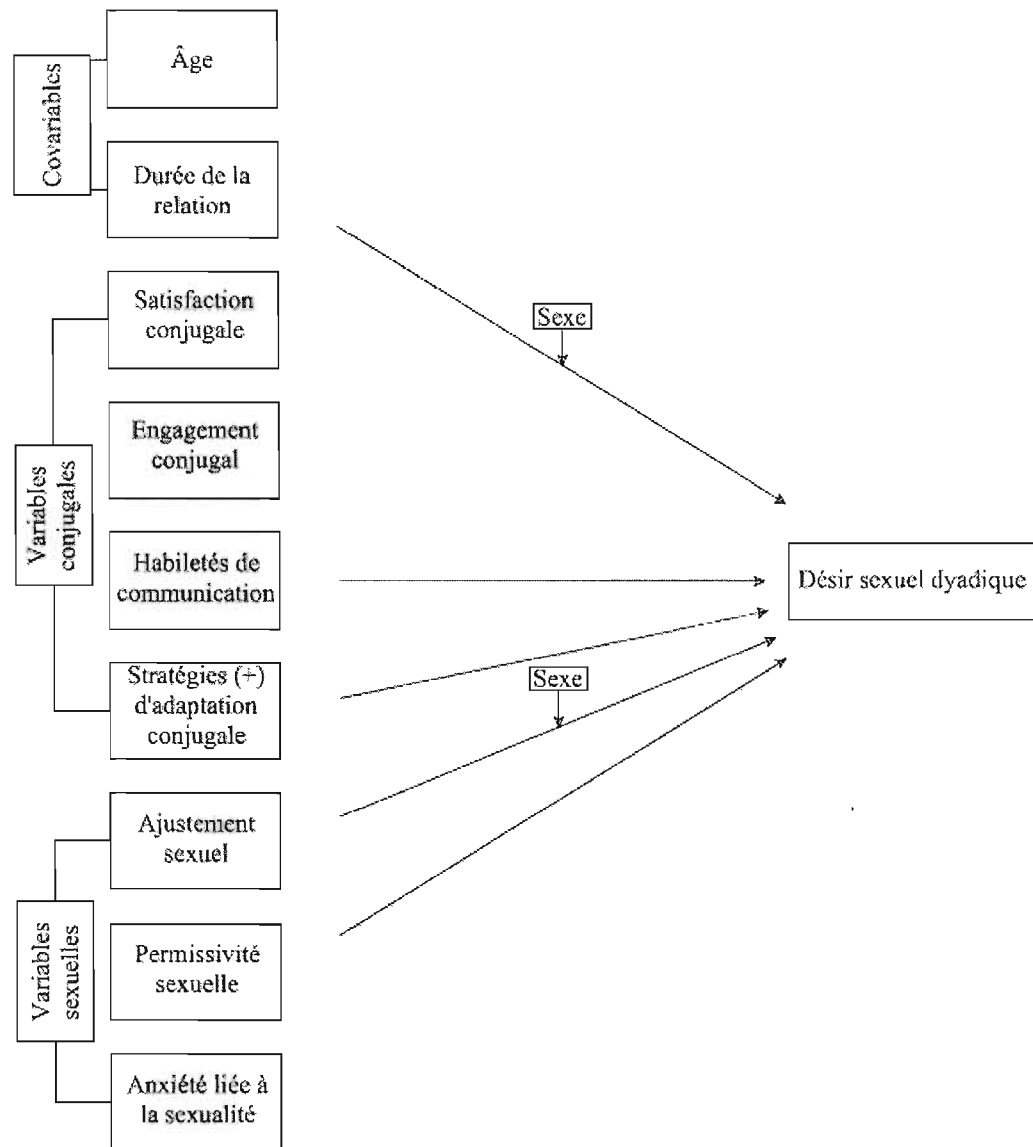 Covariables
Âge
Durée de la
relation
Variables
conjugales
Satisfaction
conjugale
Engagement
conjugal
Habiletés de
communication
Stratégies (+)
d'adaptation
conjugale
Variables
sexuelles
Ajustement
sexuel
Permissivité
sexuelle
Anxiété liée à
la sexualité
Sexe
Sexe
Désir sexuel dyadique